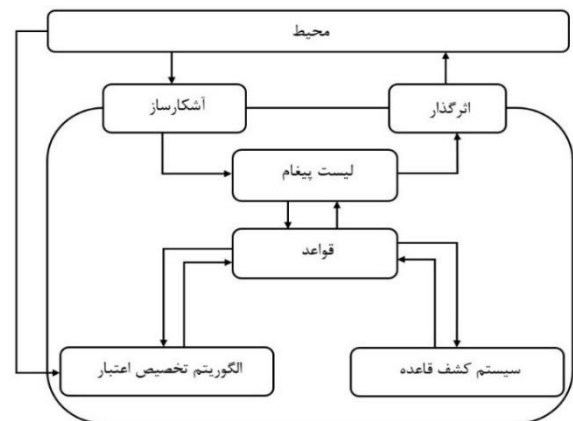 محیط
آشکارساز
اثرگذار
لیست پیغام
قواعد
الگوریتم تخصیص اعتبار
سیستم کشف قاعده